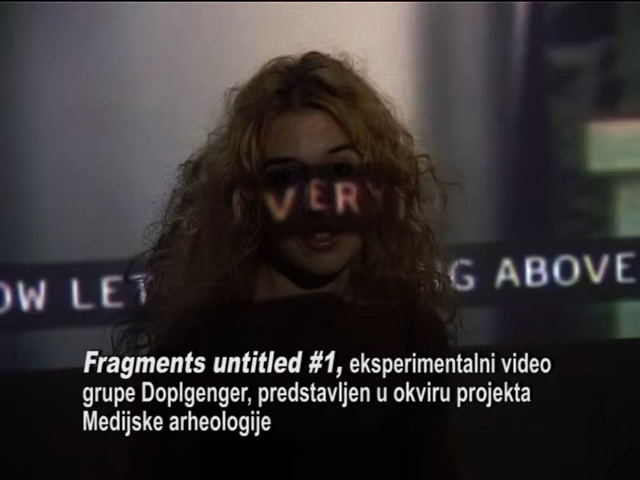 VERY
OW LET G ABOVE
Fragments untitled #1, eksperimentalni video
grupe Doplgenger, predstavljen u okviru projekta
Medijske arheologije